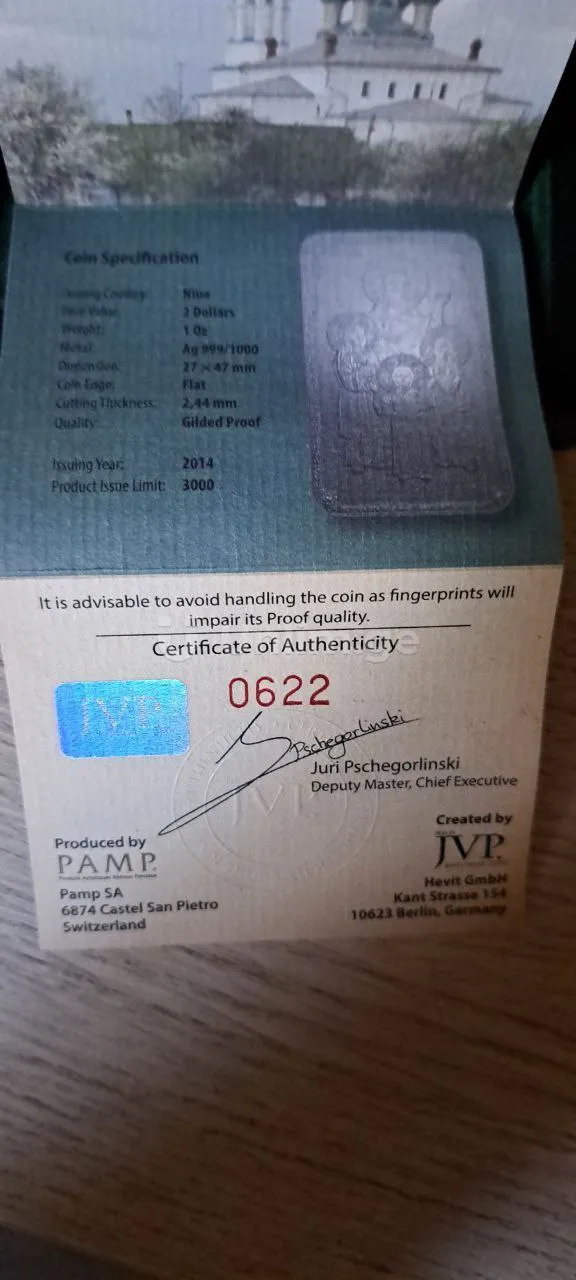 Coin Specification
Issuing Country: Niue
Face Value: 2 Dollars
Weight: 1 Oz
Metal: Ag 999/1000
Dimension: 27 × 47 mm
Coin Edge: Flat
Cutting Thickness: 2,44 mm
Quality: Gilded Proof
Issuing Year: 2014
Product Issue Limit: 3000
It is advisable to avoid handling the coin as fingerprints will
impair its Proof quality.
Certificate of Authenticity
0622
JVP
Pschegorlinski
Juri Pschegorlinski
Deputy Master, Chief Executive
JVP
Produced by
PAMP.
Pamp SA
6874 Castel San Pietro
Switzerland
Created by
JVP.
Hevit GmbH
Kant Strasse 154
10623 Berlin, Germany